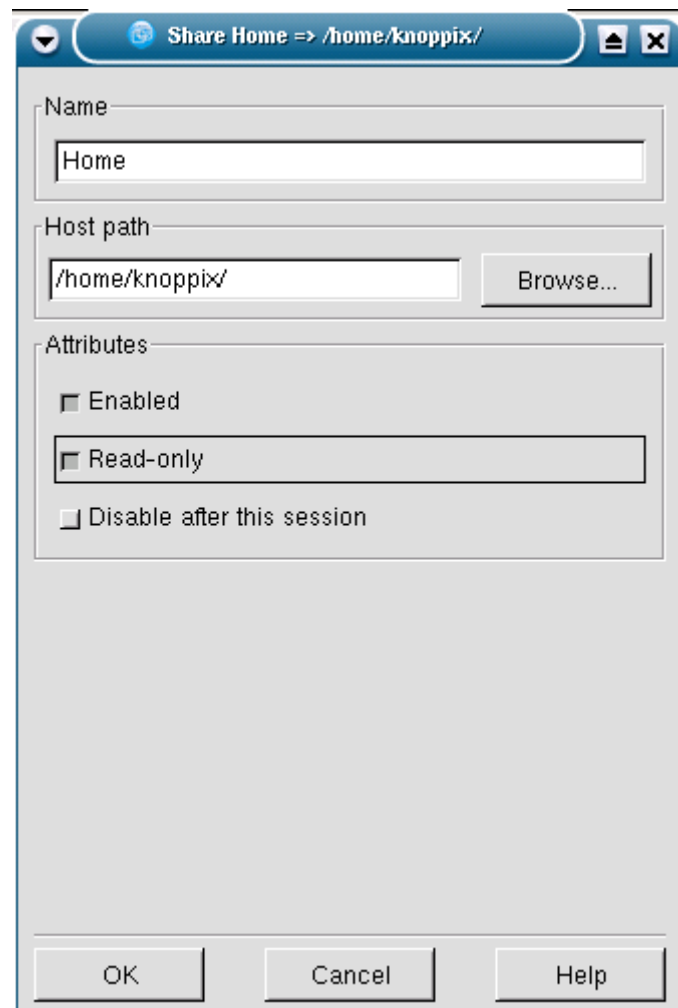 Share Home => /home/knoppix/
Name
Home
Host path
/home/knoppix/
Browse...
Attributes
Enabled
Read-only
Disable after this session
OK Cancel Help